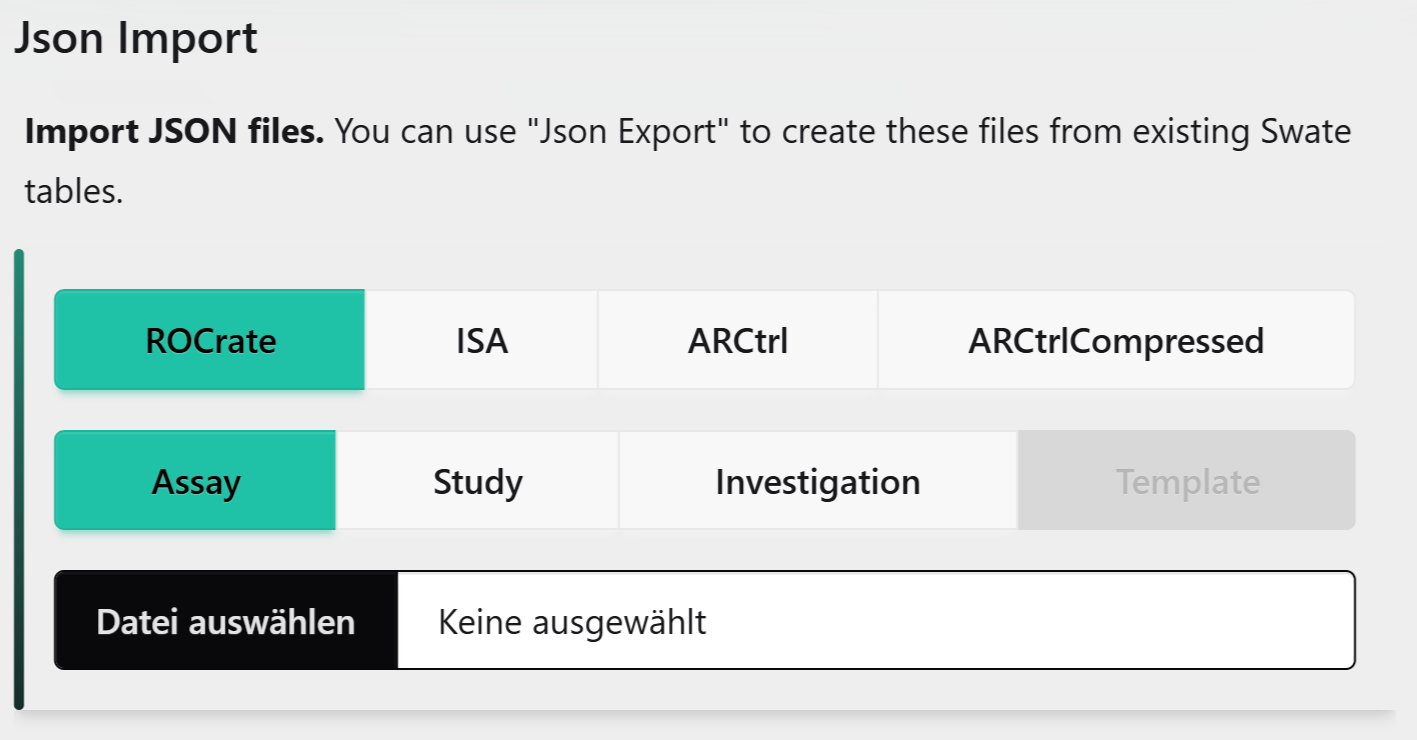 Json Import
Import JSON files. You can use "Json Export" to create these files from existing Swate
tables.
ROCrate ISA ARCtrl ARCtrlCompressed
Assay Study Investigation Template
Datei auswählen Keine ausgewählt